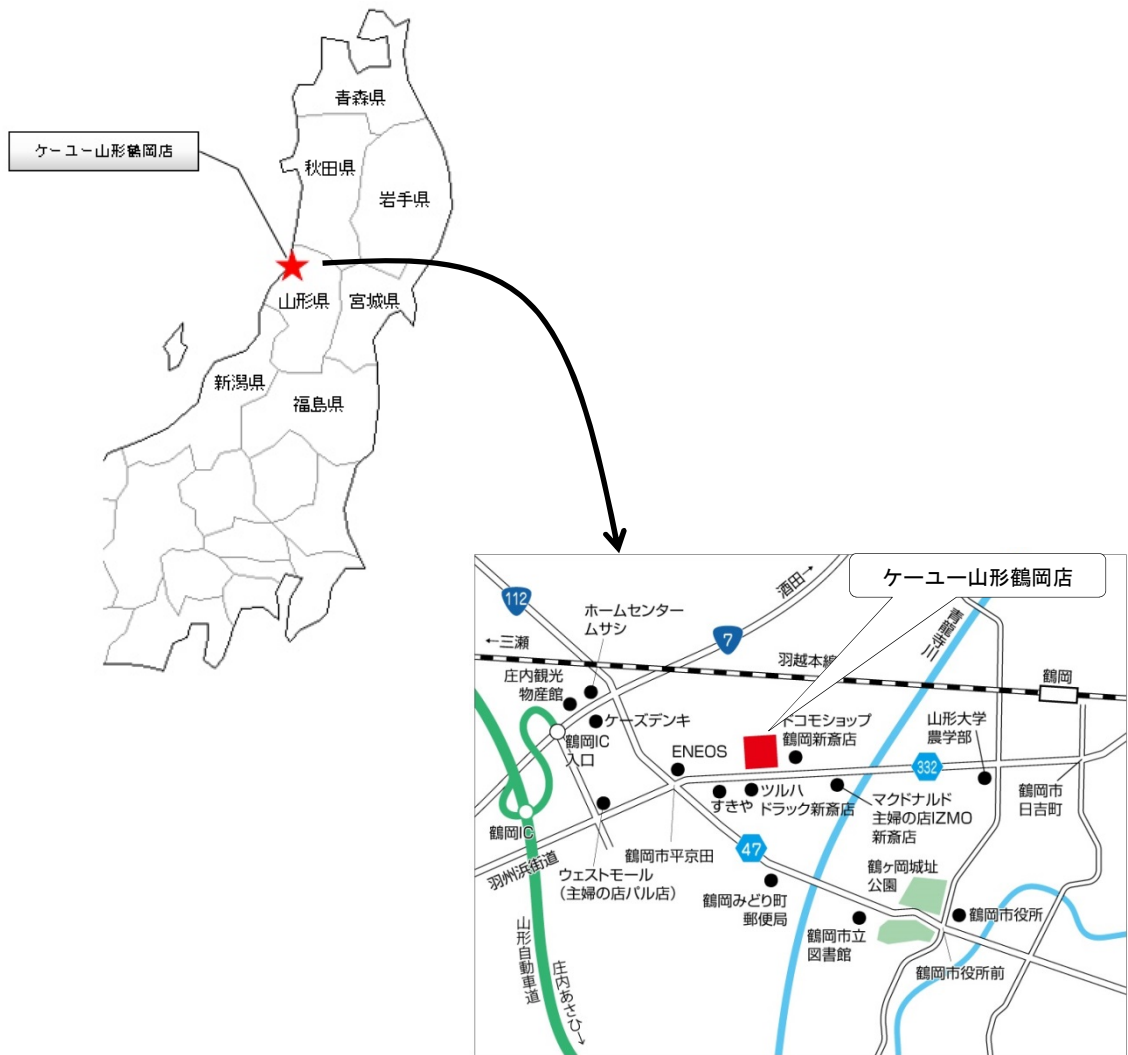 青森県
ケーユー山形鶴岡店
秋田県
岩手県
山形県
宮城県
新潟県
福島県
ケーユー山形鶴岡店
112
酒田→
ホームセンター
ムサシ
7
青龍寺川
←三瀬
羽越本線
鶴岡
庄内観光
物産館
ケーズデンキ
ドコモショップ
鶴岡新斎店
山形大学
農学部
鶴岡IC
入口
ENEOS
332
すきや
ツルハ
ドラック新斎店
マクドナルド
主婦の店IZMO
新斎店
鶴岡市
日吉町
鶴岡IC
羽州浜街道
鶴岡市平京田
47
ウェストモール
(主婦の店パル店)
鶴ヶ岡城址
公園
鶴岡みどり町
郵便局
鶴岡市立
図書館
鶴岡市役所
鶴岡市役所前
山形自動車道
庄内あさひ→